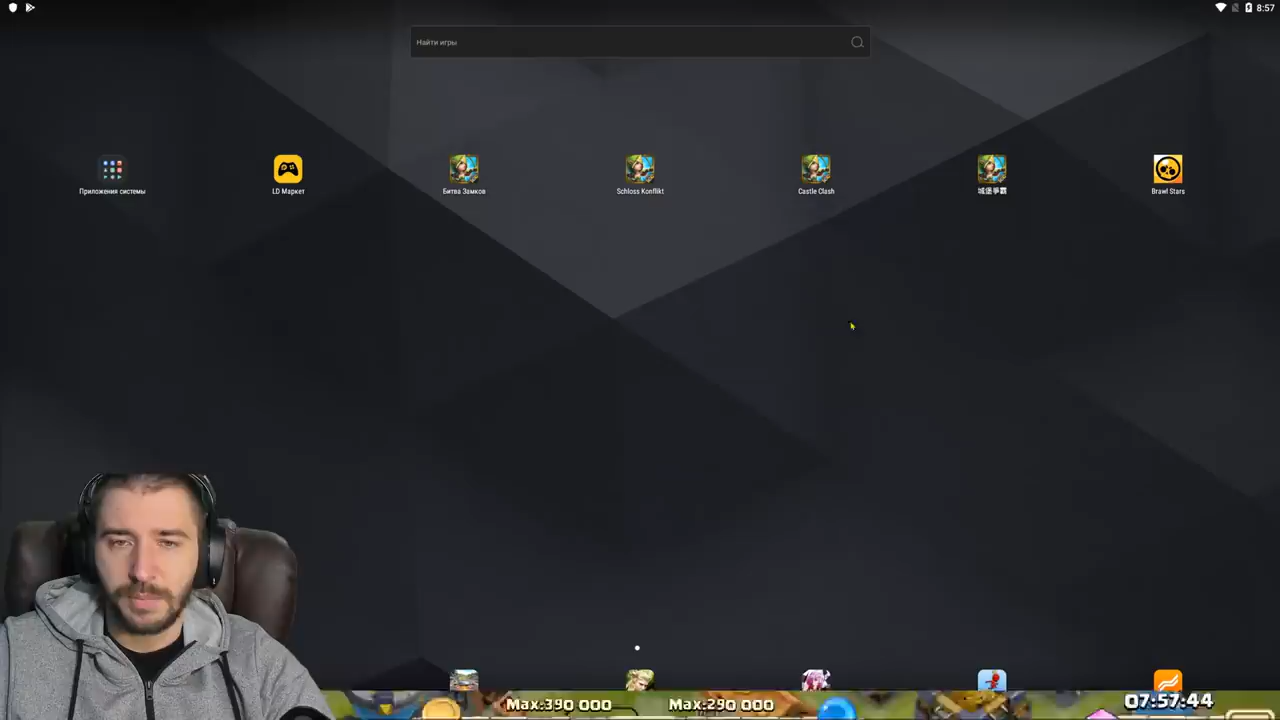 8:57
Найти игры
Приложения системы
LD Маркет
Битва Замков
Schloss Konflikt
Castle Clash
城堡爭霸
Brawl Stars
Max:390 000
Max:290 000
07:57:44